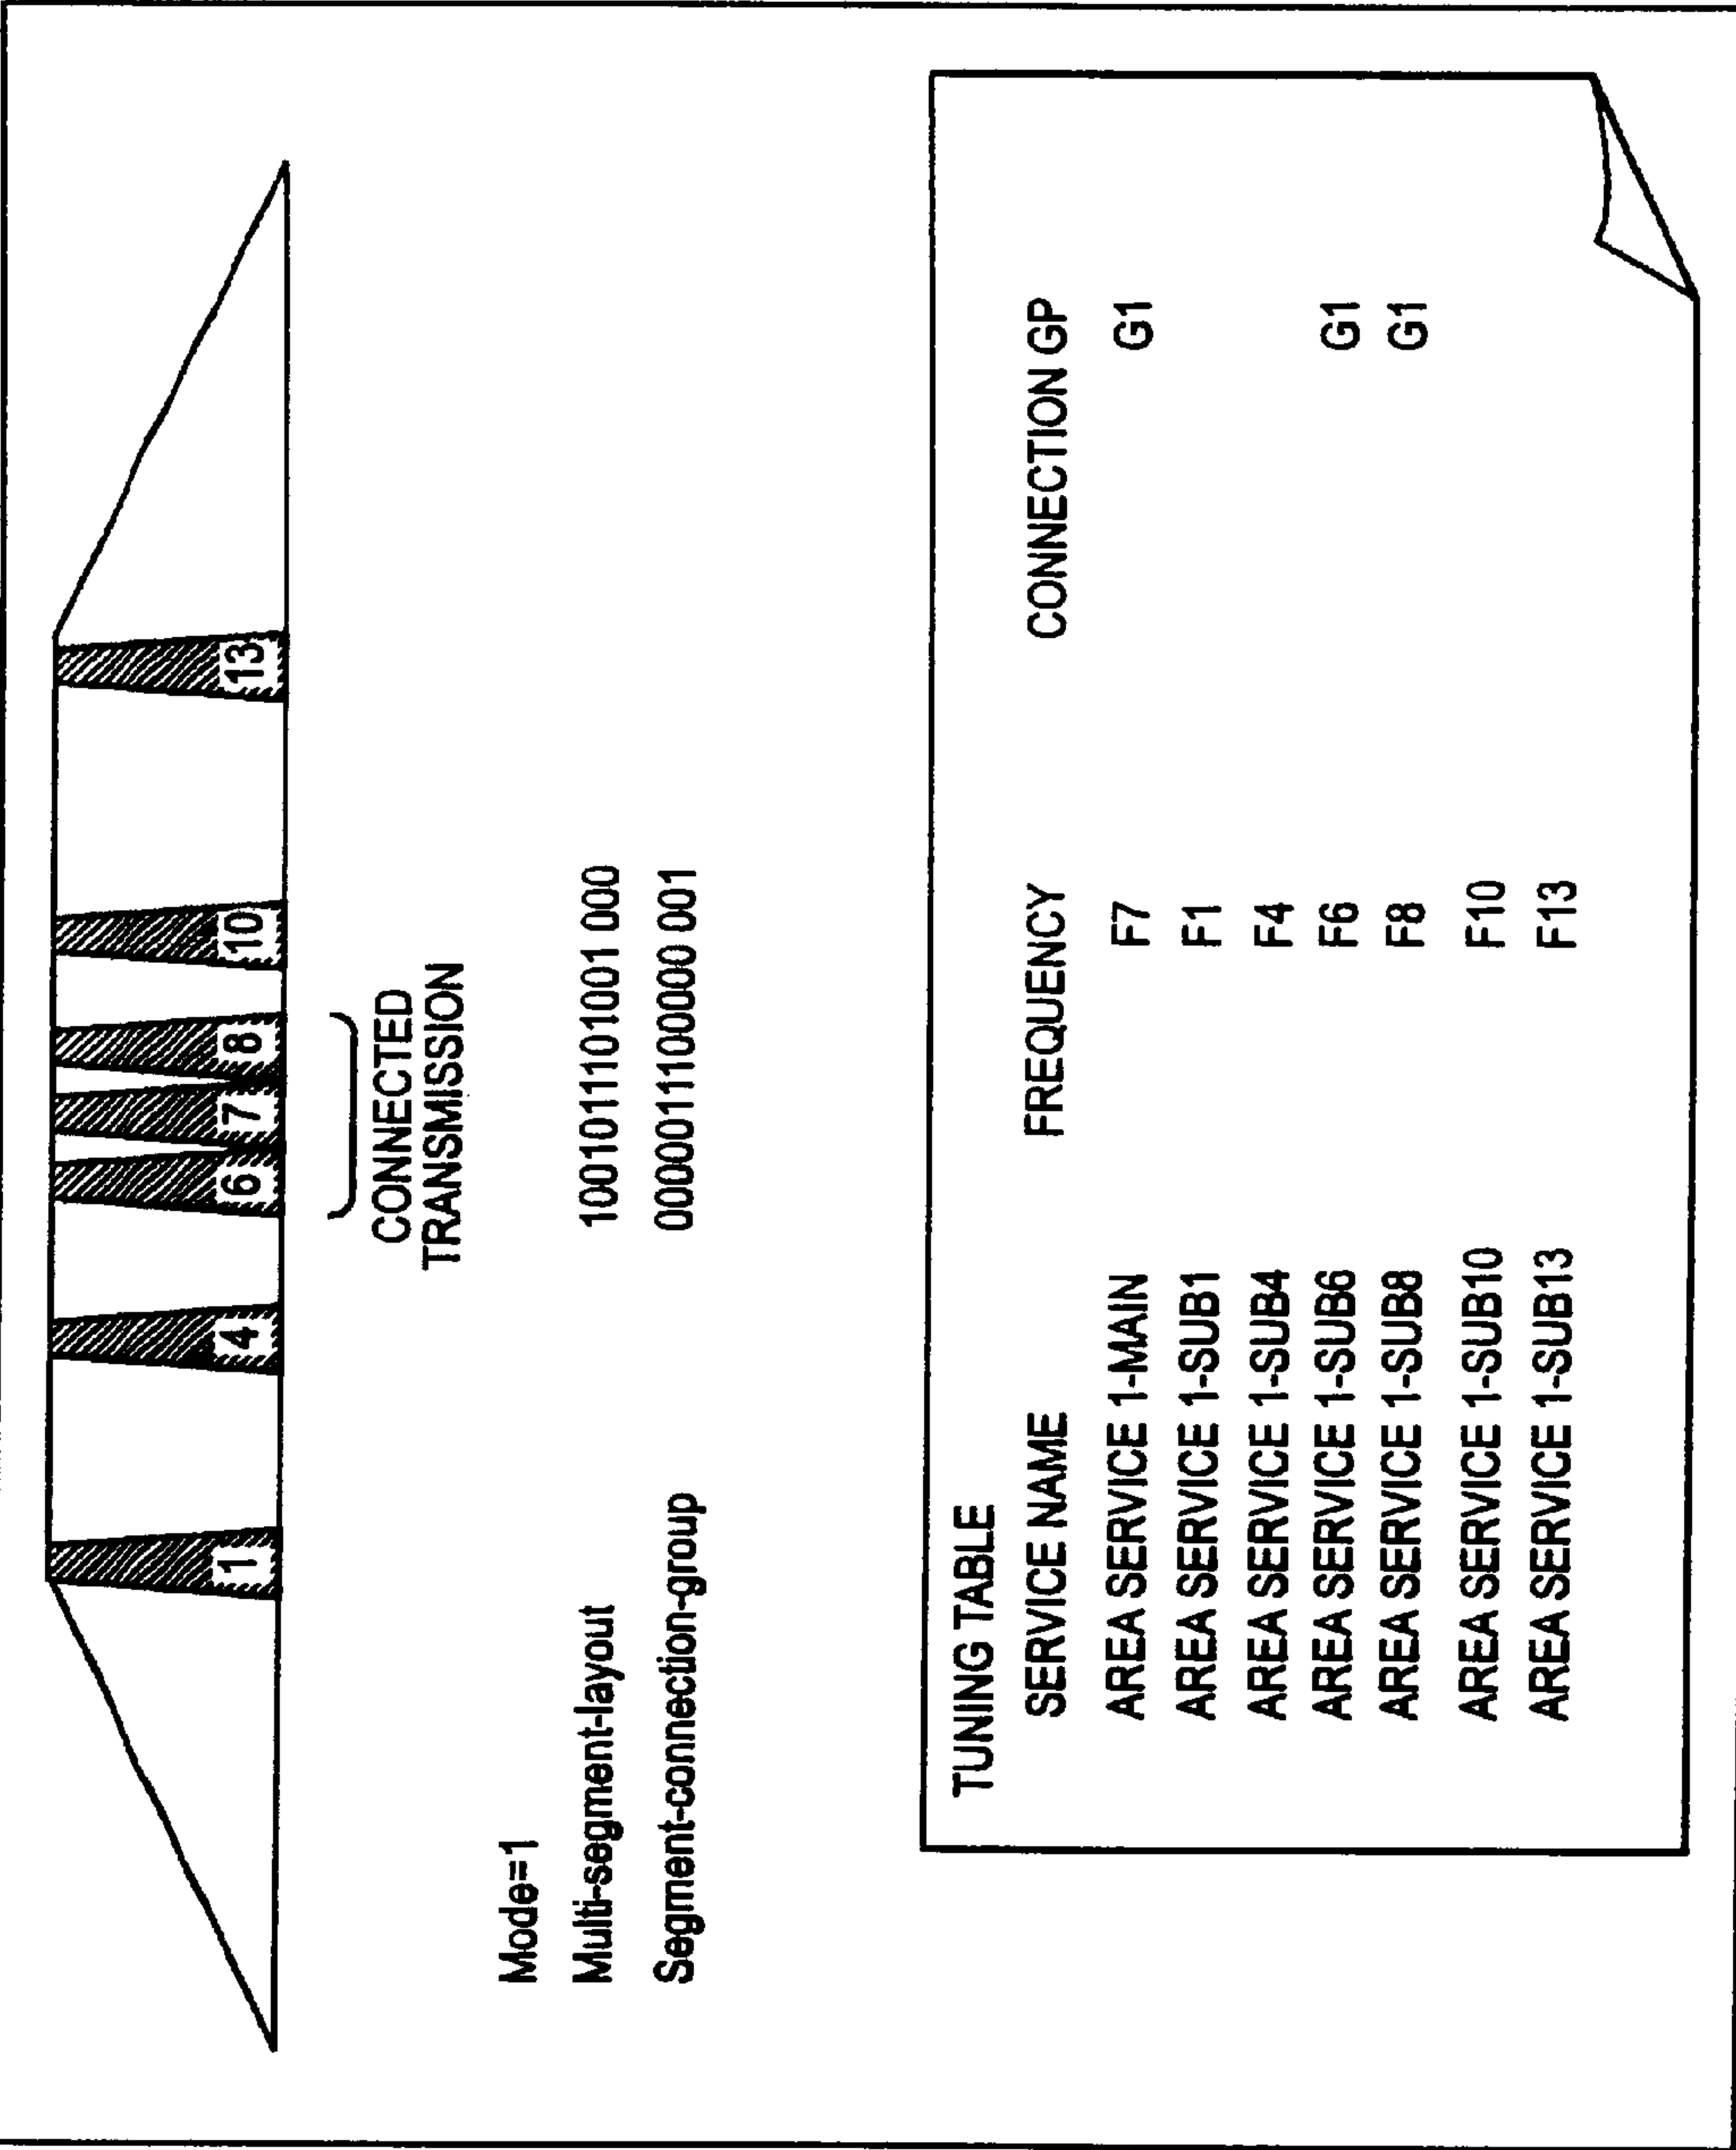 1 4 6 7 8 10 13
CONNECTED
TRANSMISSION
Mode=1
Multi-segment-layout 1001011101001 000
Segment-connection-group 0000011100000 001
TUNING TABLE
SERVICE NAME FREQUENCY CONNECTION GP
AREA SERVICE 1-MAIN F7 G1
AREA SERVICE 1-SUB1 F1
AREA SERVICE 1-SUB4 F4
AREA SERVICE 1-SUB6 F6 G1
AREA SERVICE 1-SUB8 F8 G1
AREA SERVICE 1-SUB10 F10
AREA SERVICE 1-SUB13 F13